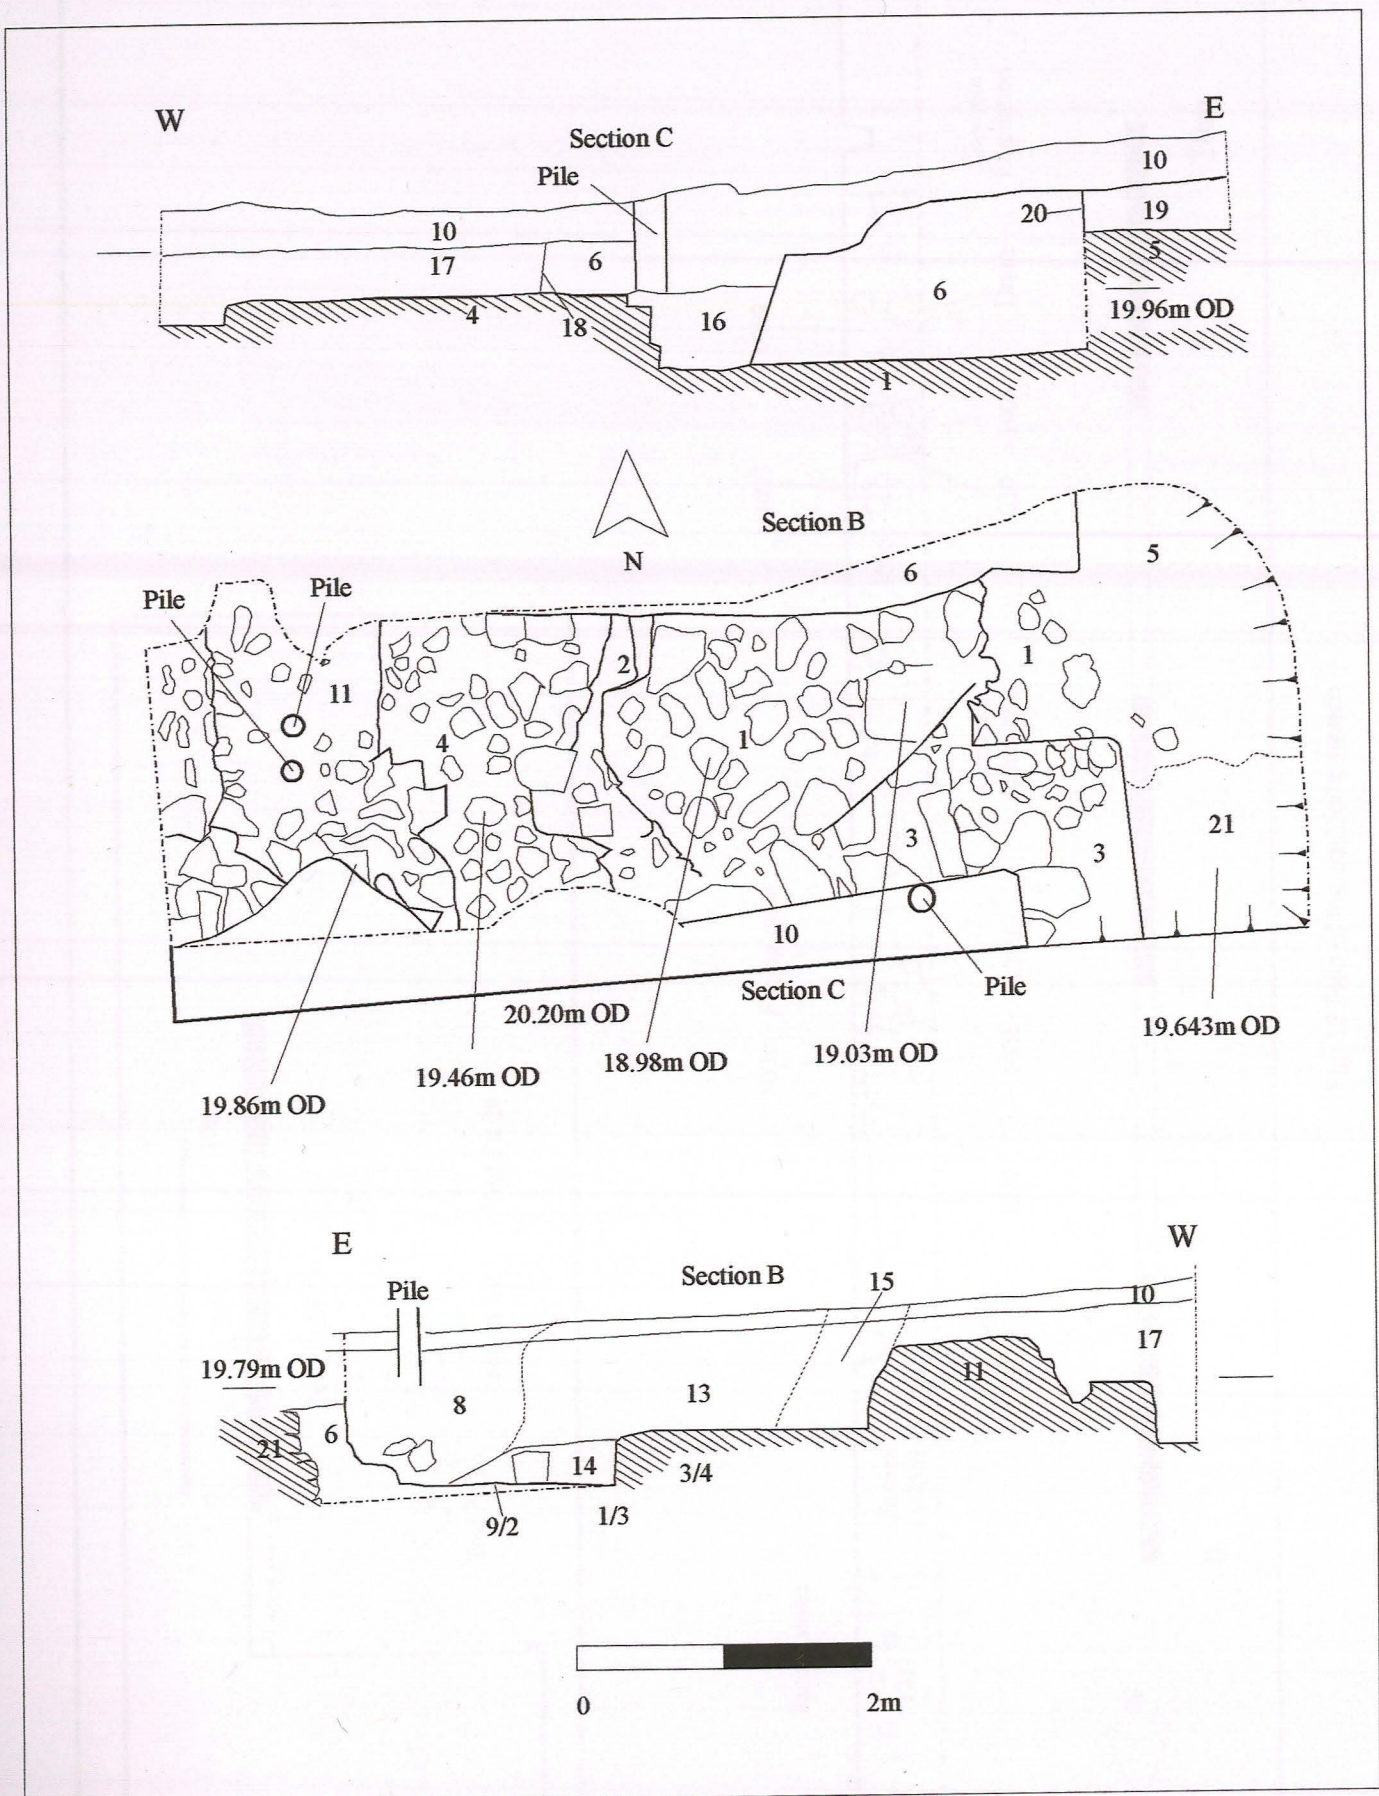 W
E
Section C
Pile
10
10
20
19
17
6
5
6
4
18
16
19.96m OD
1
Section B
N
5
6
Pile
Pile
2
1
11
4
1
21
3
3
10
Section C
Pile
20.20m OD
19.643m OD
19.03m OD
18.98m OD
19.46m OD
19.86m OD
E
W
Section B
15
Pile
10
17
19.79m OD
11
8
13
6
21
14
3/4
9/2
1/3
0
2m